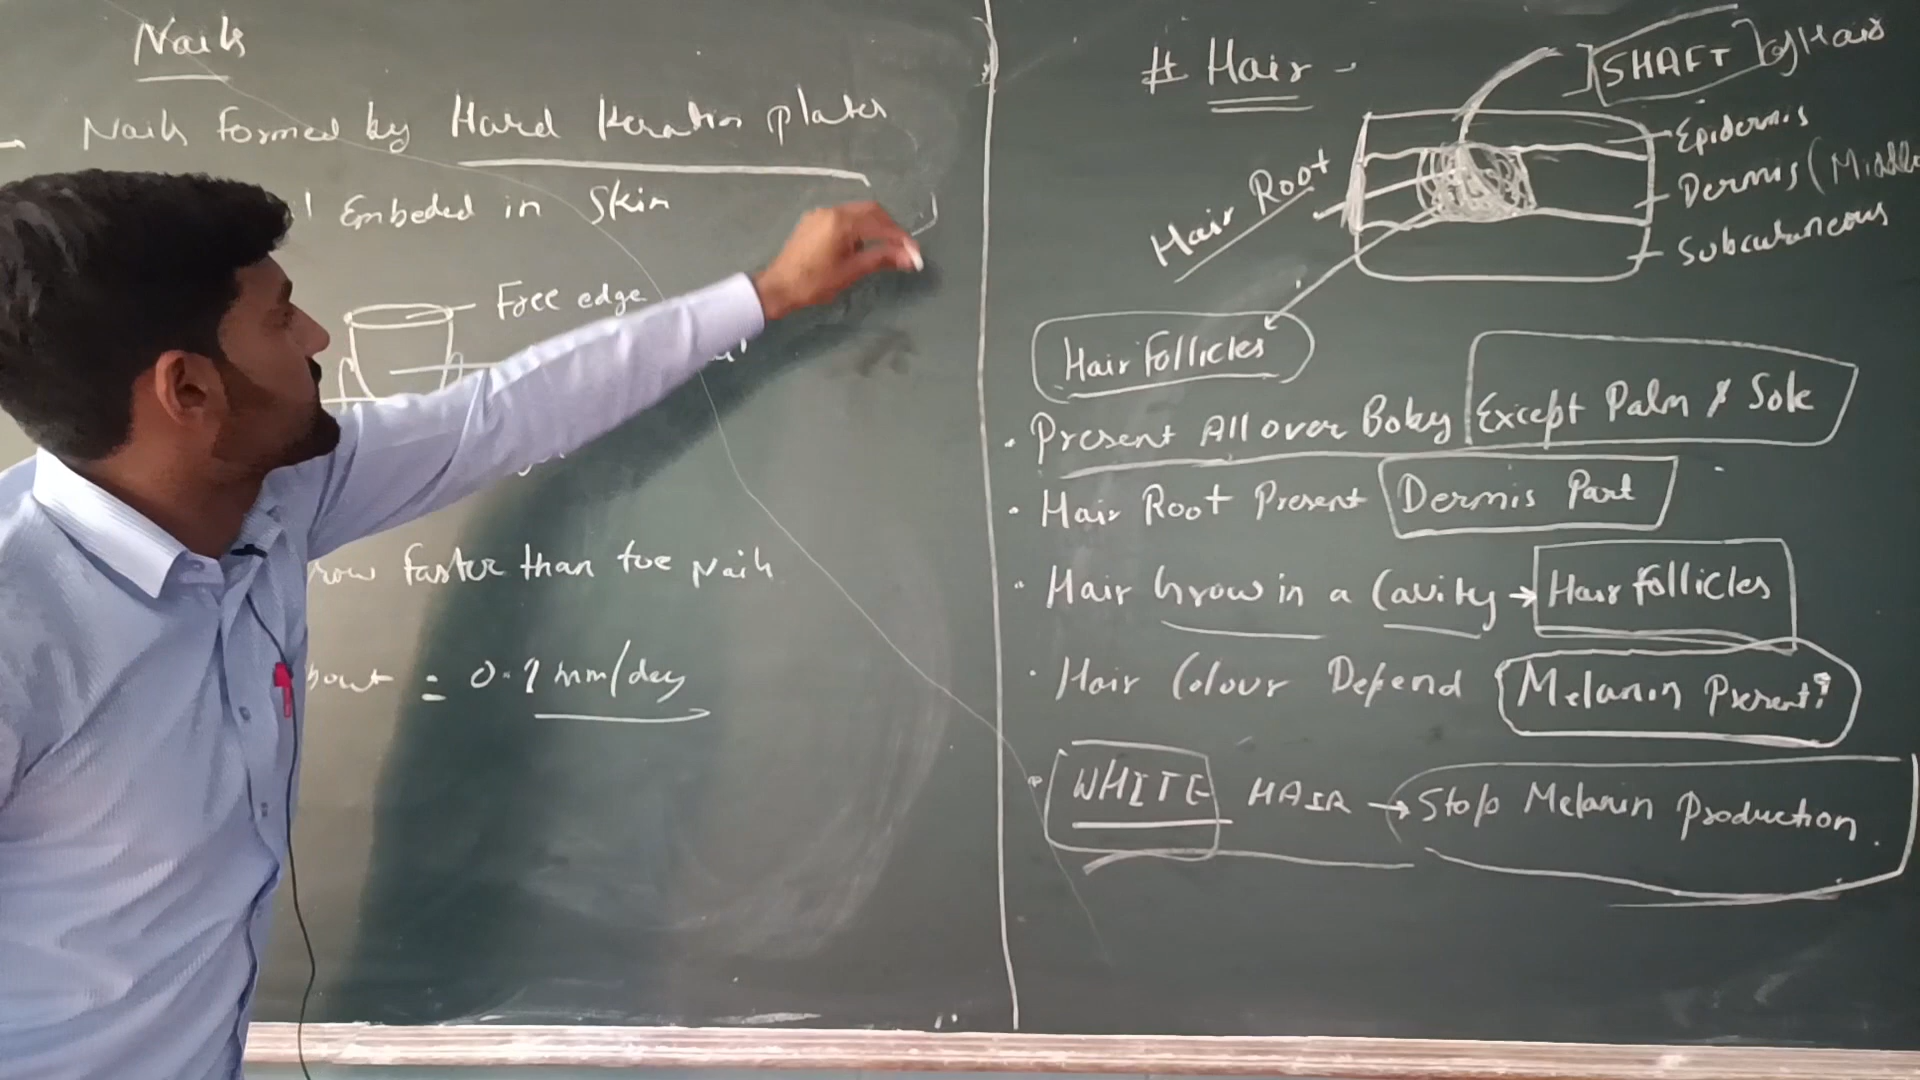 Nails
Nails formed by Hard Keratin plates
Embeded in Skin
Free edge
row faster than toe Nails
bout = 0.1 mm/day
# Hair -
SHAFT of Hair
Epidermis
Dermis (Middle
Subcutaneous
Hair Root
Hair Follicles
• Present All over Bobey Except Palm & Sole
• Hair Root Present Dermis Part
• Hair Grow in a Cavity → Hair Follicles
• Hair Colour Depend Melanin Present?
• WHITE HAIR → Stop Melanin Production.